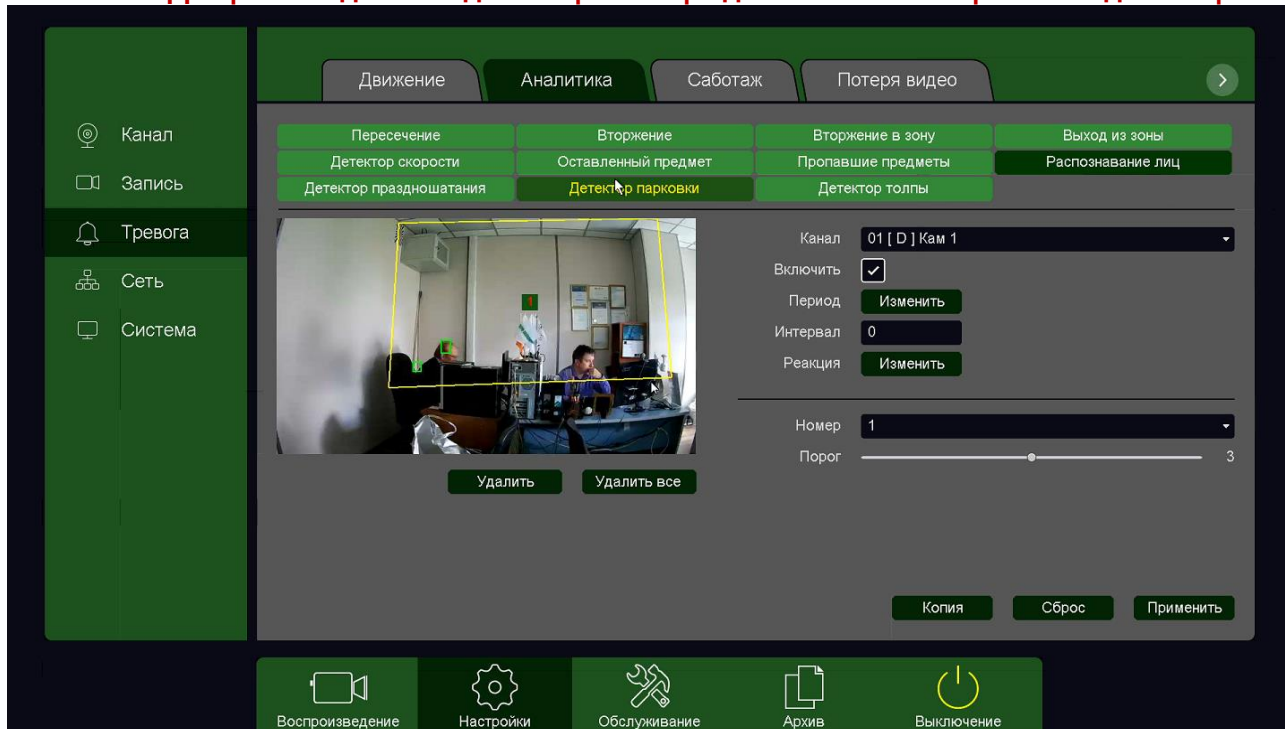 Движение Аналитика Саботаж Потеря видео >
Канал
Запись
Тревога
Сеть
Система
Пересечение Вторжение Вторжение в зону Выход из зоны
Детектор скорости Оставленный предмет Пропавшие предметы Распознавание лиц
Детектор праздношатания Детектор парковки Детектор толпы
1
Канал 01 [ D ] Кам 1
Включить
Период Изменить
Интервал 0
Реакция Изменить
Номер 1
Порог 3
Удалить Удалить все
Копия Сброс Применить
Воспроизведение Настройки Обслуживание Архив Выключение